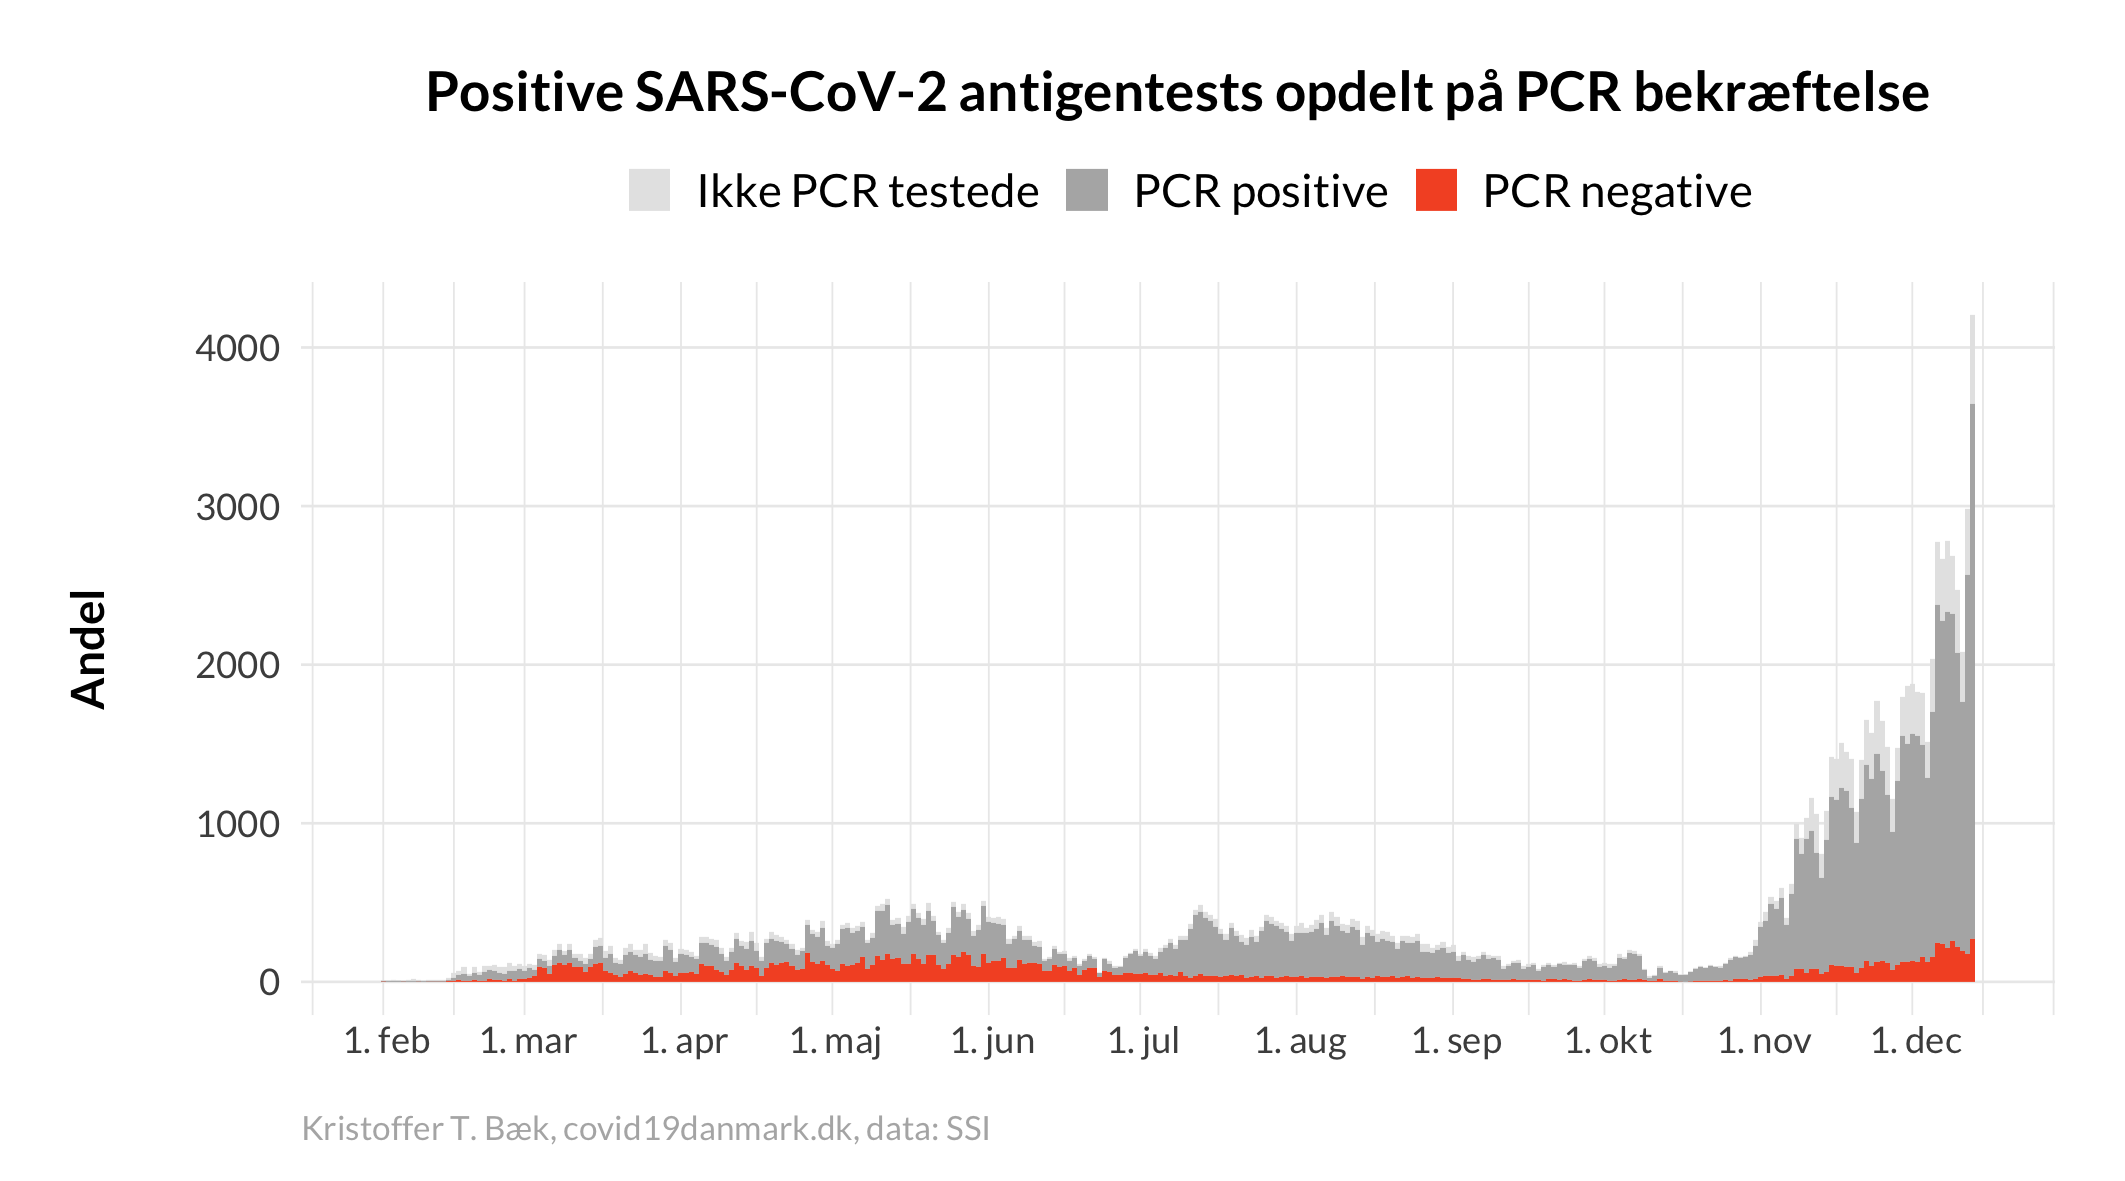 Positive SARS-CoV-2 antigentests opdelt på PCR bekræftelse
Ikke PCR testede PCR positive PCR negative
Andel
4000
3000
2000
1000
0
1. feb 1. mar 1. apr 1. maj 1. jun 1. jul 1. aug 1. sep 1. okt 1. nov 1. dec
Kristoffer T. Bæk, covid19danmark.dk, data: SSI